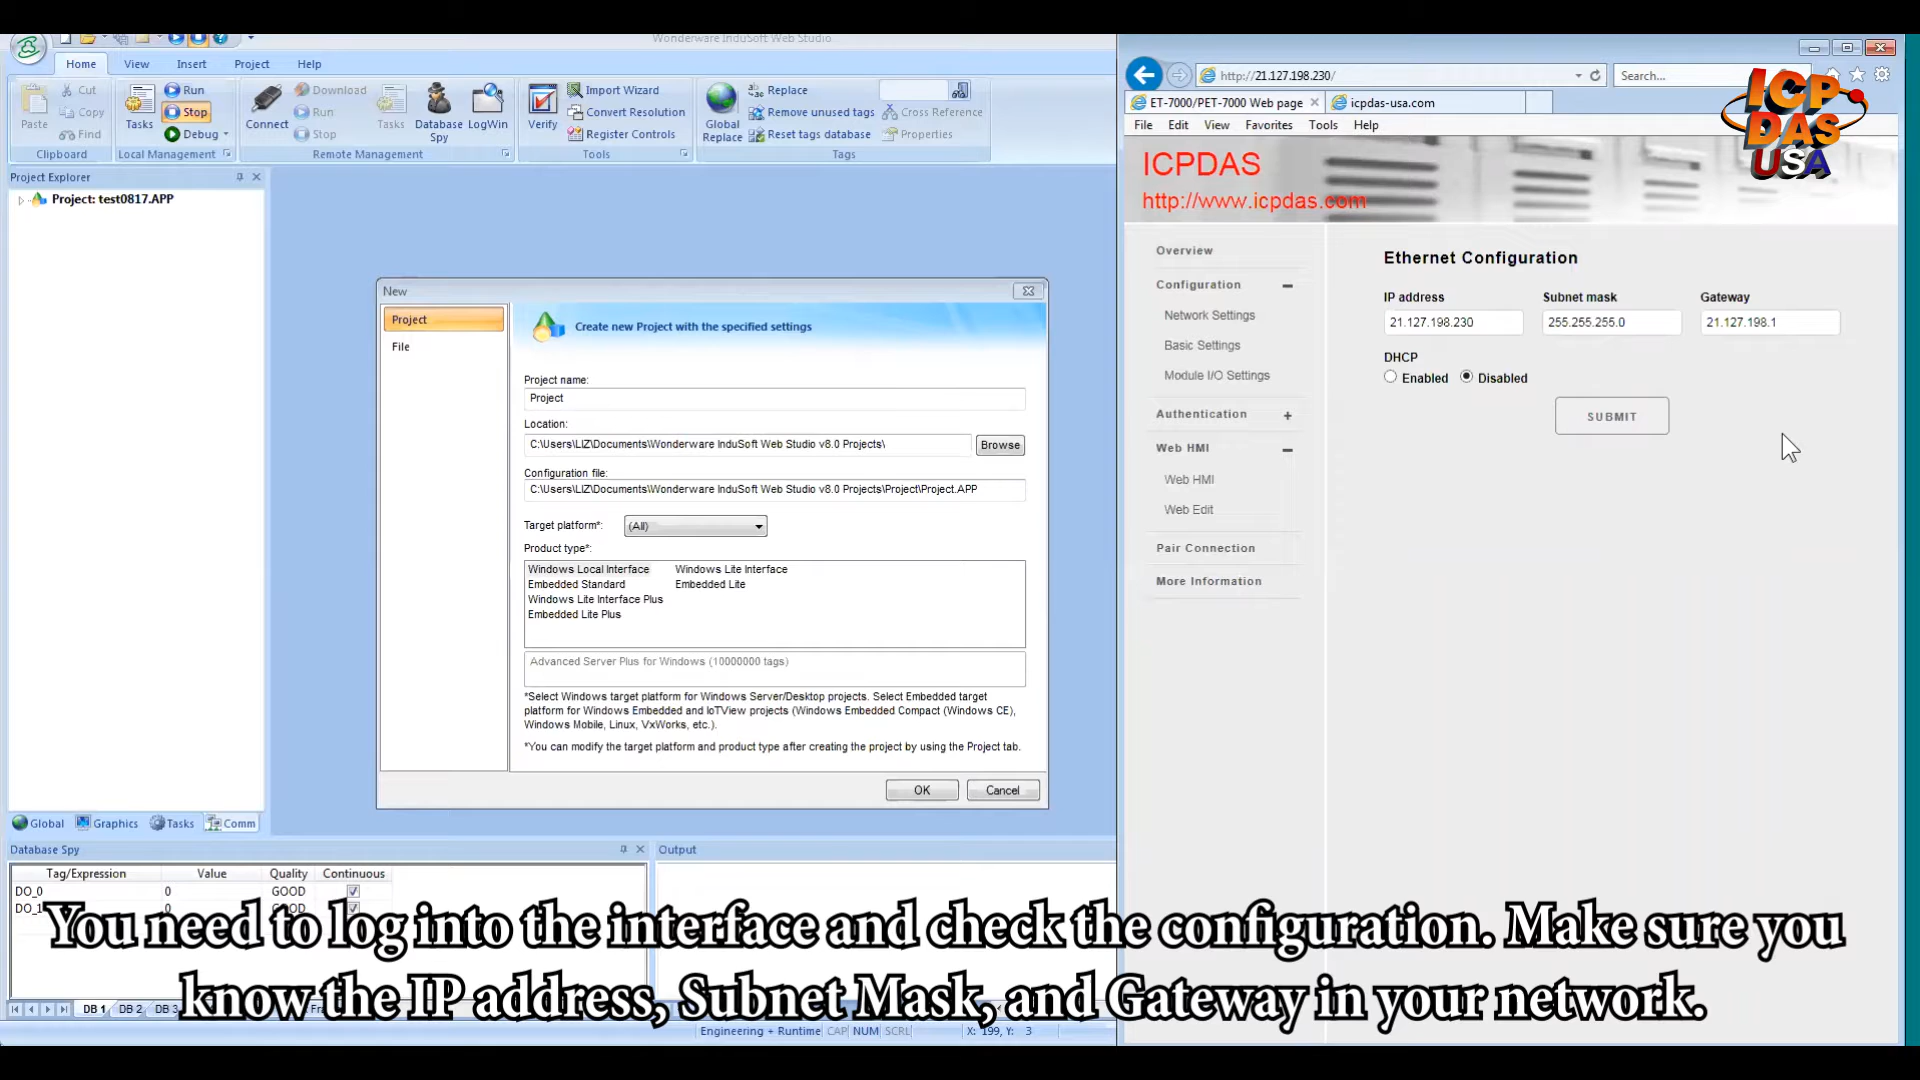 Wonderware InduSoft Web Studio
Home View Insert Project Help
Paste Cut Copy Find Clipboard
Tasks Run Stop Debug Local Management
Connect Download Run Stop Tasks Database Spy LogWin Remote Management
Verify Import Wizard Convert Resolution Register Controls Tools
Global Replace Replace Remove unused tags Reset tags database Cross Reference Properties Tags
Project Explorer
Project: test0817.APP
New
Project
File
Create new Project with the specified settings
Project name:
Project
Location:
C:\Users\LIZ\Documents\Wonderware InduSoft Web Studio v8.0 Projects\
Browse
Configuration file:
C:\Users\LIZ\Documents\Wonderware InduSoft Web Studio v8.0 Projects\Project\Project.APP
Target platform*: (All)
Product type*:
Windows Local Interface Windows Lite Interface
Embedded Standard Embedded Lite
Windows Lite Interface Plus
Embedded Lite Plus
Advanced Server Plus for Windows (10000000 tags)
*Select Windows target platform for Windows Server/Desktop projects. Select Embedded target
platform for Windows Embedded and IoTView projects (Windows Embedded Compact (Windows CE),
Windows Mobile, Linux, VxWorks, etc.).
*You can modify the target platform and product type after creating the project by using the Project tab.
OK Cancel
Global Graphics Tasks Comm
Database Spy
Tag/Expression Value Quality Continuous
DO_0 0 GOOD
DO_1 0 GOOD
DB 1 DB 2 DB 3
Output
Engineering + Runtime CAP NUM SCRL X: 199, Y: 3
http://21.127.198.230/
Search...
ET-7000/PET-7000 Web page
icpdas-usa.com
File Edit View Favorites Tools Help
ICP
DAS
USA
ICPDAS
http://www.icpdas.com
Overview
Configuration
Network Settings
Basic Settings
Module I/O Settings
Authentication +
Web HMI
Web HMI
Web Edit
Pair Connection
More Information
Ethernet Configuration
IP address Subnet mask Gateway
21.127.198.230 255.255.255.0 21.127.198.1
DHCP
Enabled Disabled
SUBMIT
You need to log into the interface and check the configuration. Make sure you
know the IP address, Subnet Mask, and Gateway in your network.